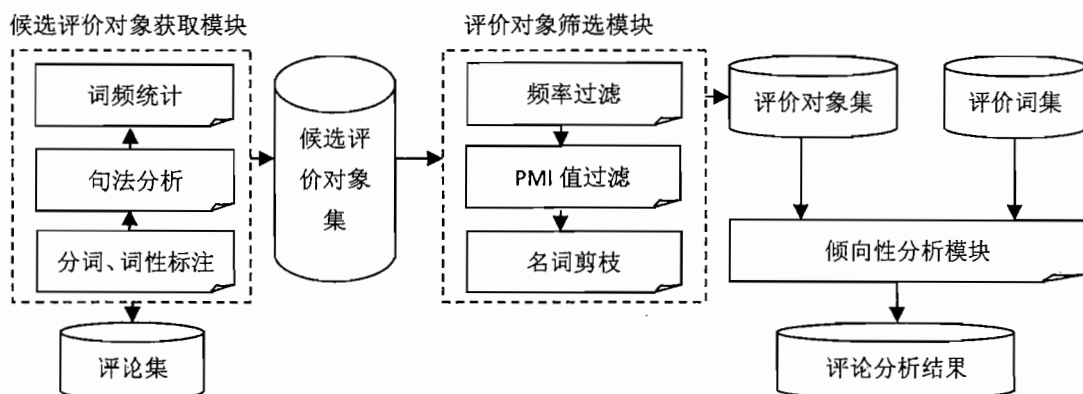 候选评价对象获取模块
词频统计
句法分析
分词、词性标注
评论集
候选评
价对象
集
评价对象筛选模块
频率过滤
PMI 值过滤
名词剪枝
评价对象集
评价词集
倾向性分析模块
评论分析结果